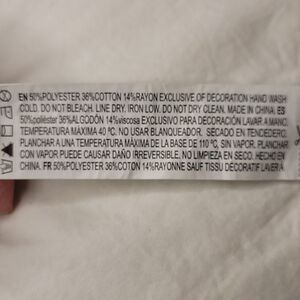 EN 50%POLYESTER 36%COTTON 14%RAYON EXCLUSIVE OF DECORATION HAND WASH
COLD. DO NOT BLEACH. LINE DRY. IRON LOW. DO NOT DRY CLEAN. MADE IN CHINA; ES
50%poliéster 36%ALGODÓN 14%viscosa EXCLUSIVO PARA DECORACIÓN LAVAR A MANO.
TEMPERATURA MÁXIMA 40 ºC. NO USAR BLANQUEADOR. SECADO EN TENDEDERO.
PLANCHAR A UNA TEMPERATURA MÁXIMA DE LA BASE DE 110 ºC, SIN VAPOR. PLANCHAR
CON VAPOR PUEDE CAUSAR DAÑO IRREVERSIBLE. NO LIMPIEZA EN SECO. HECHO EN
CHINA. FR 50%POLYESTER 36%COTON 14%RAYONNE SAUF TISSU DÉCORATIF LAVER À